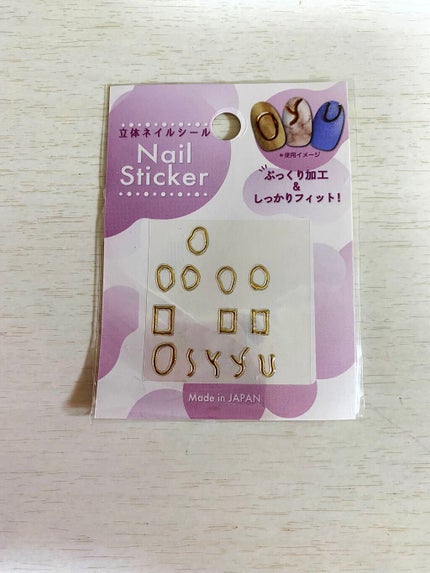 立体ネイルシール
Nail
Sticker
*使用イメージ
ぷっくり加工
&
しっかりフィット!
Made in JAPAN